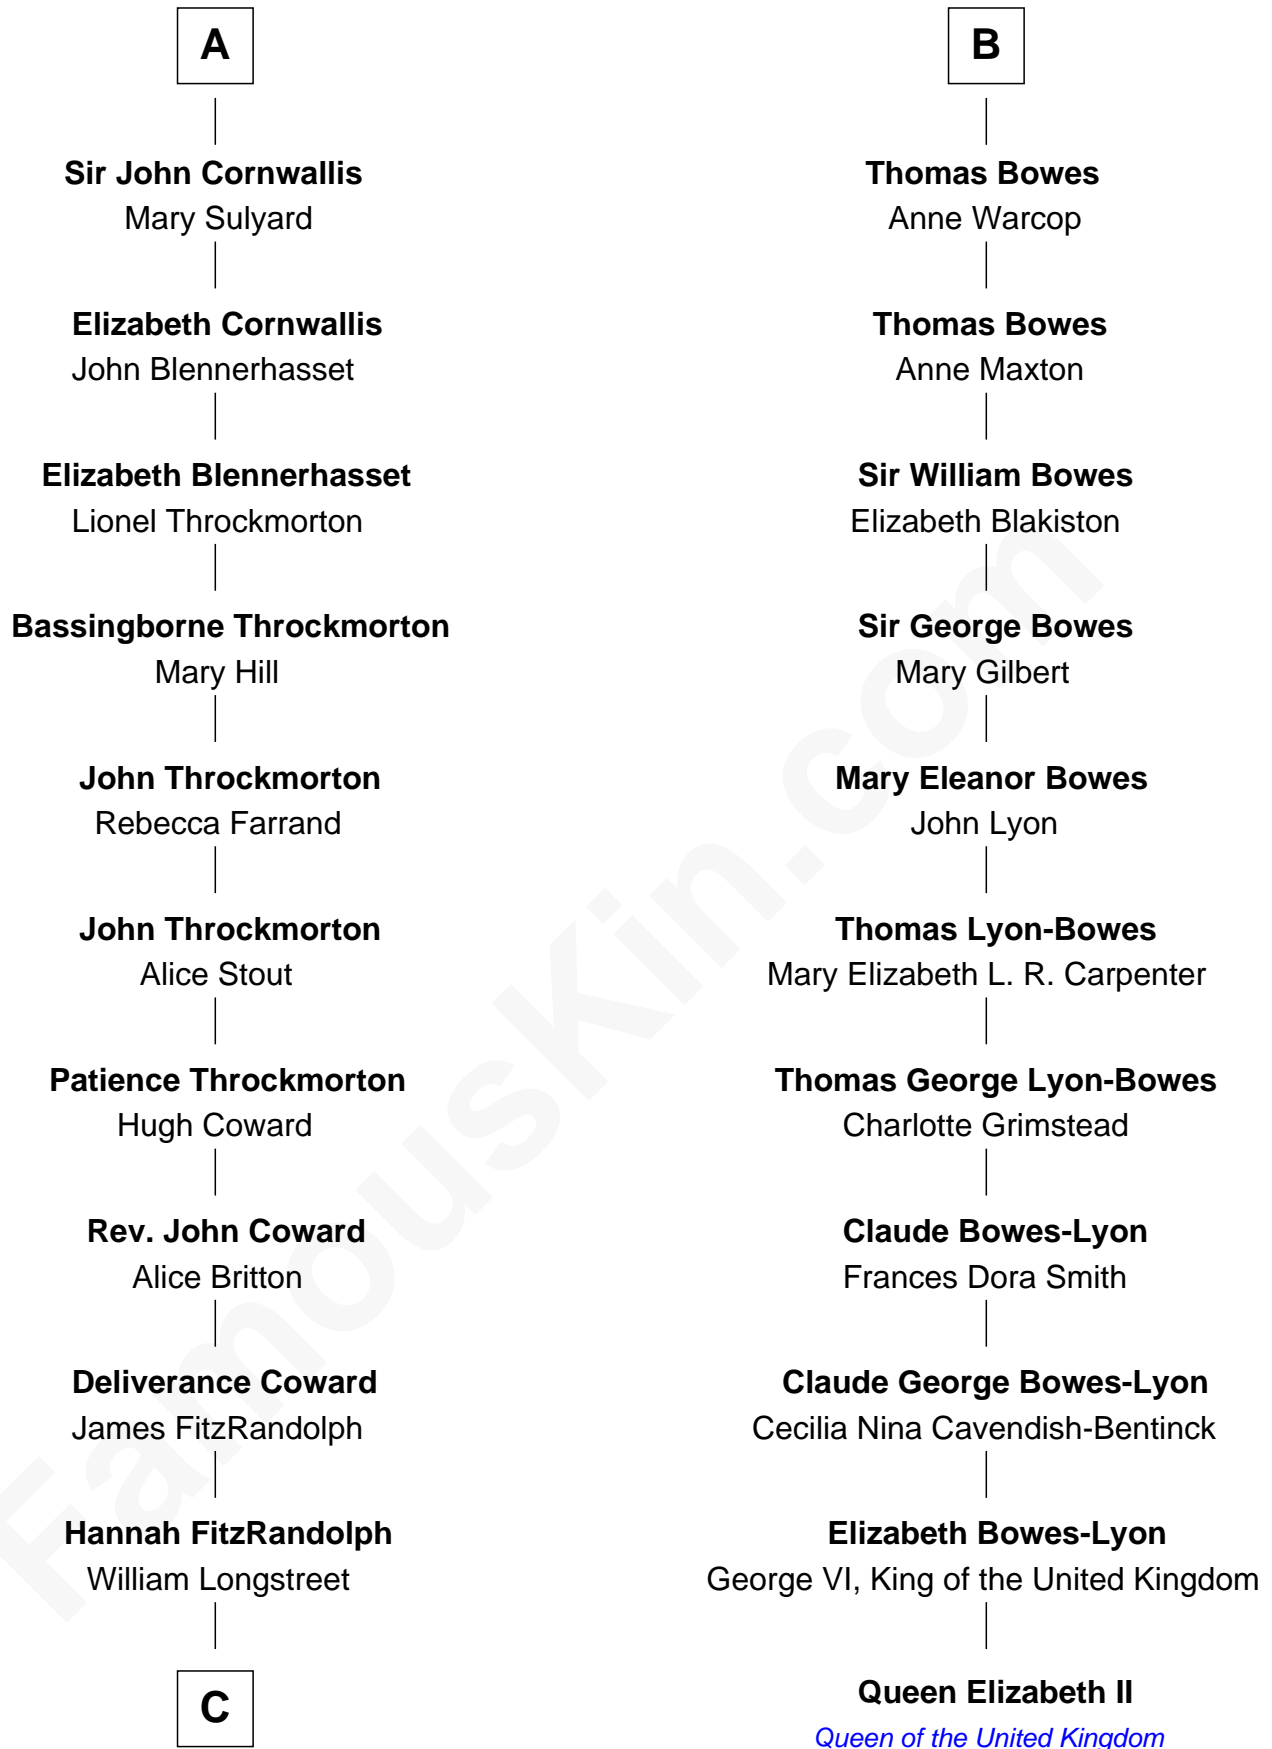 A
Sir John Cornwallis
Mary Sulyard
Elizabeth Cornwallis
John Blennerhasset
Elizabeth Blennerhasset
Lionel Throckmorton
Bassingborne Throckmorton
Mary Hill
John Throckmorton
Rebecca Farrand
John Throckmorton
Alice Stout
Patience Throckmorton
Hugh Coward
Rev. John Coward
Alice Britton
Deliverance Coward
James FitzRandolph
Hannah FitzRandolph
William Longstreet
C
B
Thomas Bowes
Anne Warcop
Thomas Bowes
Anne Maxton
Sir William Bowes
Elizabeth Blakiston
Sir George Bowes
Mary Gilbert
Mary Eleanor Bowes
John Lyon
Thomas Lyon-Bowes
Mary Elizabeth L. R. Carpenter
Thomas George Lyon-Bowes
Charlotte Grimstead
Claude Bowes-Lyon
Frances Dora Smith
Claude George Bowes-Lyon
Cecilia Nina Cavendish-Bentinck
Elizabeth Bowes-Lyon
George VI, King of the United Kingdom
Queen Elizabeth II
Queen of the United Kingdom
FamousKin.com